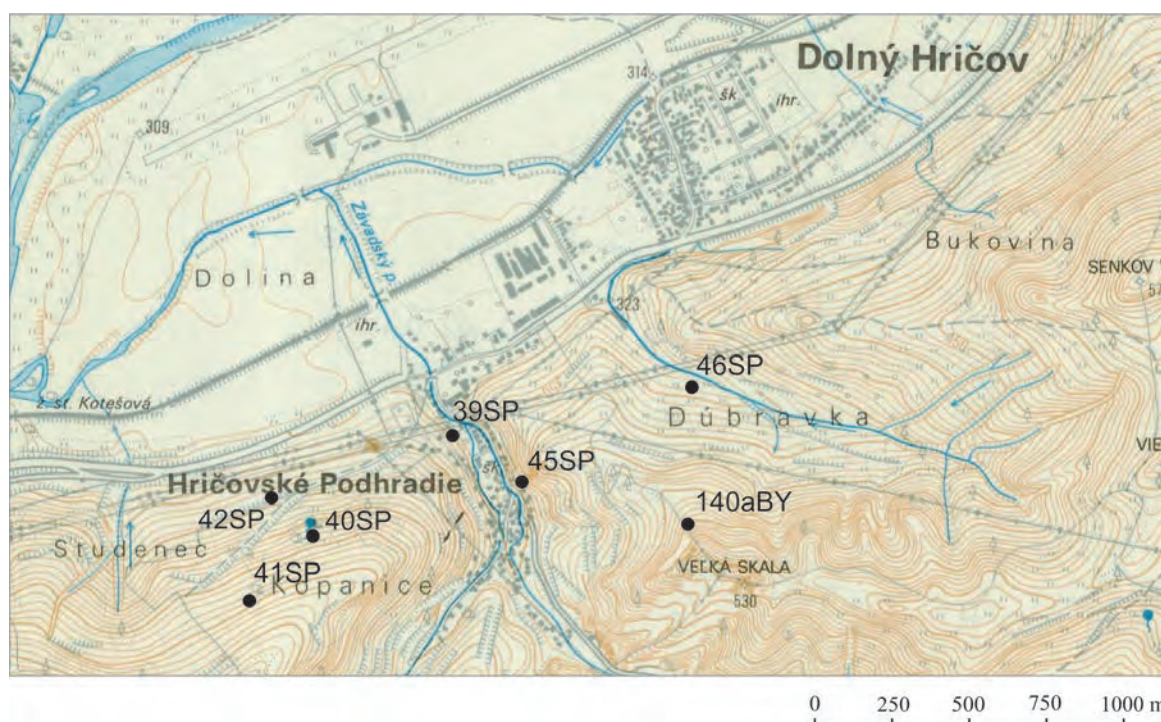 Dolný Hričov
314
šk.
ihr.
309
Závadský p.
Bukovina
SENKOV
Dolina
323
ihr.
46SP
ž. st. Kotešová
39SP
Dúbravka
šk.
45SP
Hričovské Podhradie
42SP
40SP
140aBY
Studenec
41SP
Kopanice
VEĽKÁ SKALA
530
0 250 500 750 1000 m